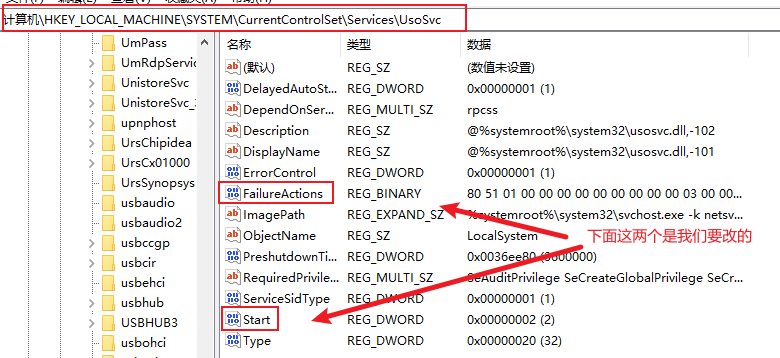 计算机\HKEY_LOCAL_MACHINE\SYSTEM\CurrentControlSet\Services\UsoSvc
UmPass
UmRdpServic
UnistoreSvc
UnistoreSvc_
upnphost
UrsChipidea
UrsCx01000
UrsSynopsys
usbaudio
usbaudio2
usbccgp
usbcir
usbehci
usbhub
USBHUB3
usbohci
名称 类型 数据
(默认) REG_SZ (数值未设置)
DelayedAutoSt... REG_DWORD 0x00000001 (1)
DependOnSer... REG_MULTI_SZ rpcss
Description REG_SZ @%systemroot%\system32\usosvc.dll,-102
DisplayName REG_SZ @%systemroot%\system32\usosvc.dll,-101
ErrorControl REG_DWORD 0x00000001 (1)
FailureActions REG_BINARY 80 51 01 00 00 00 00 00 00 00 00 00 03 00 00...
ImagePath REG_EXPAND_SZ %systemroot%\system32\svchost.exe -k netsv...
ObjectName REG_SZ LocalSystem
PreshutdownTi... REG_DWORD 0x0036ee80 (3600000)
RequiredPrivile... REG_MULTI_SZ SeAuditPrivilege SeCreateGlobalPrivilege SeCr...
ServiceSidType REG_DWORD 0x00000001 (1)
Start REG_DWORD 0x00000002 (2)
Type REG_DWORD 0x00000020 (32)
下面这两个是我们要改的